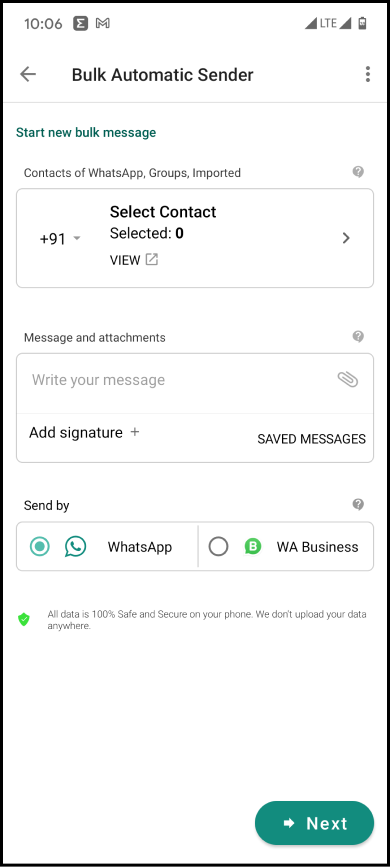 10:06
LTE
Bulk Automatic Sender
Start new bulk message
Contacts of WhatsApp, Groups, Imported
+91
Select Contact
Selected: 0
VIEW
Message and attachments
Write your message
Add signature +
SAVED MESSAGES
Send by
WhatsApp
B WA Business
All data is 100% Safe and Secure on your phone. We don't upload your data
anywhere.
Next